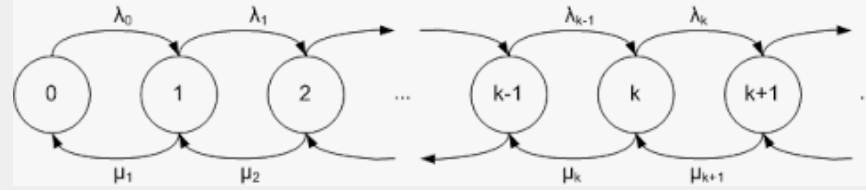 λ₀ λ₁ λₖ₋₁ λₖ
0 1 2 ... k-1 k k+1 .
μ₁ μ₂ μₖ μₖ₊₁